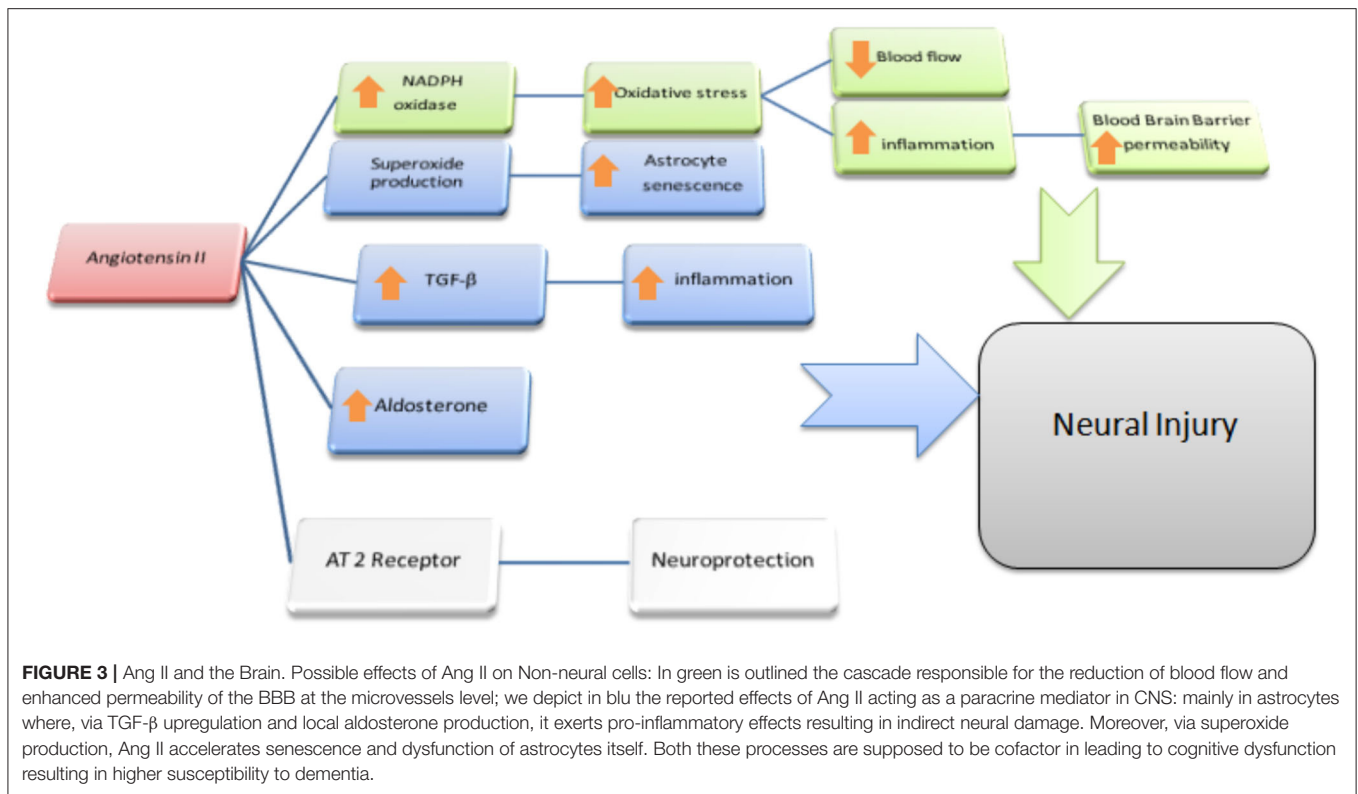 NADPH
oxidase
Oxidative stress
Blood flow
inflammation
Blood Brain Barrier
permeability
Superoxide
production
Astrocyte
senescence
Angiotensin II
TGF-β
inflammation
Aldosterone
Neural Injury
AT 2 Receptor
Neuroprotection
FIGURE 3 | Ang II and the Brain. Possible effects of Ang II on Non-neural cells: In green is outlined the cascade responsible for the reduction of blood flow and
enhanced permeability of the BBB at the microvessels level; we depict in blu the reported effects of Ang II acting as a paracrine mediator in CNS: mainly in astrocytes
where, via TGF-β upregulation and local aldosterone production, it exerts pro-inflammatory effects resulting in indirect neural damage. Moreover, via superoxide
production, Ang II accelerates senescence and dysfunction of astrocytes itself. Both these processes are supposed to be cofactor in leading to cognitive dysfunction
resulting in higher susceptibility to dementia.